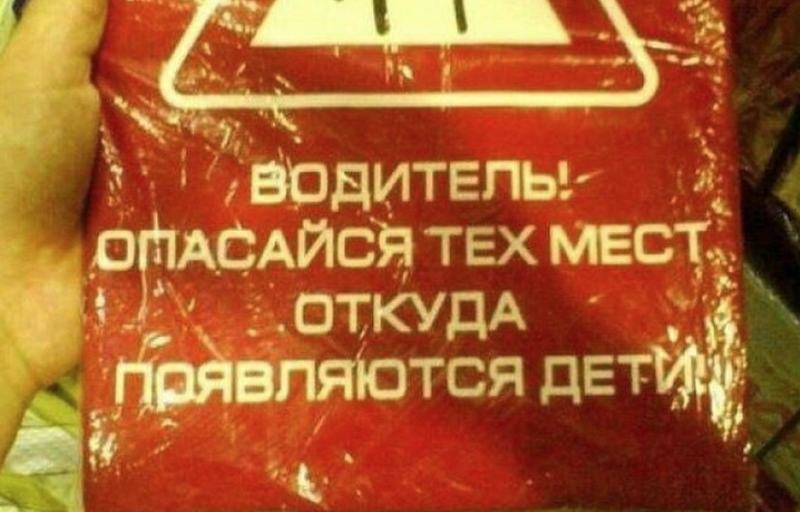 ВОДИТЕЛЬ!
ОПАСАЙСЯ ТЕХ МЕСТ
ОТКУДА
ПОЯВЛЯЮТСЯ ДЕТИ!